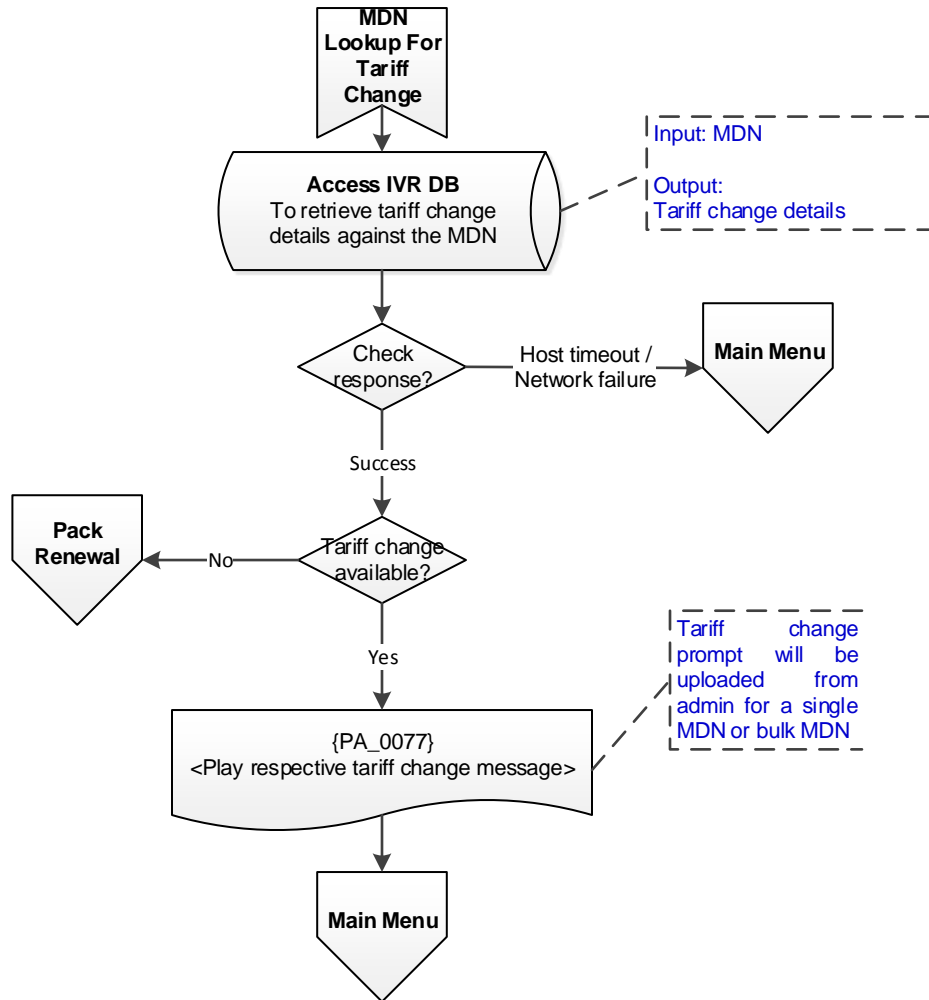 MDN
Lookup For
Tariff
Change
Input: MDN
Output:
Tariff change details
Access IVR DB
To retrieve tariff change
details against the MDN
Check
response?
Host timeout /
Network failure
Main Menu
Success
Pack
Renewal
No
Tariff change
available?
Yes
Tariff change
prompt will be
uploaded from
admin for a single
MDN or bulk MDN
{PA_0077}
<Play respective tariff change message>
Main Menu